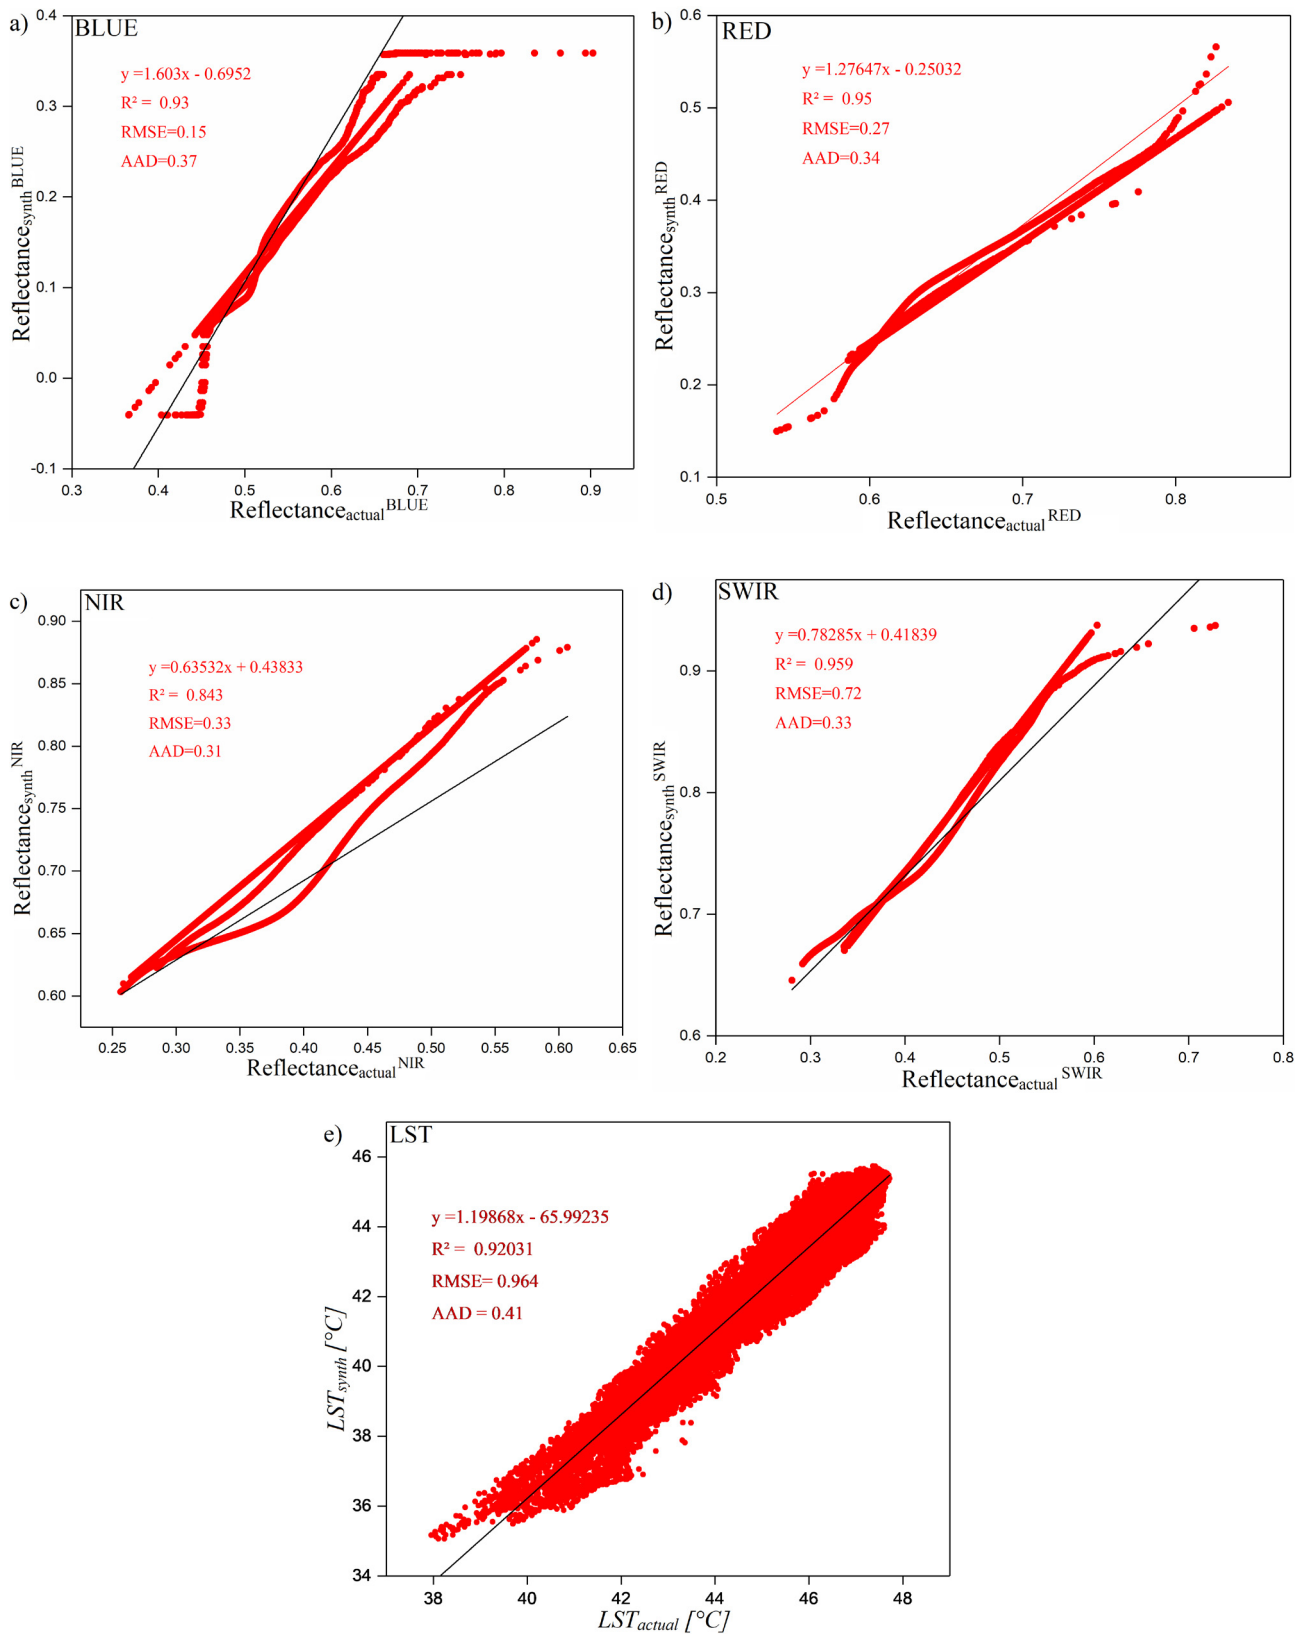 a) BLUE
y =1.603x - 0.6952
R² = 0.93
RMSE=0.15
AAD=0.37
0.4
0.3
0.2
0.1
0.0
-0.1
Reflectance synth BLUE
0.3 0.4 0.5 0.6 0.7 0.8 0.9
Reflectance actual BLUE
b) RED
y =1.27647x - 0.25032
R² = 0.95
RMSE=0.27
AAD=0.34
0.6
0.5
0.4
0.3
0.2
0.1
Reflectance synth RED
0.5 0.6 0.7 0.8
Reflectance actual RED
c) NIR
y =0.63532x + 0.43833
R² = 0.843
RMSE=0.33
AAD=0.31
0.90
0.85
0.80
0.75
0.70
0.65
0.60
Reflectance synth NIR
0.25 0.30 0.35 0.40 0.45 0.50 0.55 0.60 0.65
Reflectance actual NIR
d) SWIR
y =0.78285x + 0.41839
R² = 0.959
RMSE=0.72
AAD=0.33
0.9
0.8
0.7
0.6
Reflectance synth SWIR
0.2 0.3 0.4 0.5 0.6 0.7 0.8
Reflectance actual SWIR
e) LST
y =1.19868x - 65.99235
R² = 0.92031
RMSE= 0.964
AAD = 0.41
46
44
42
40
38
36
34
LST synth [°C]
38 40 42 44 46 48
LST actual [°C]